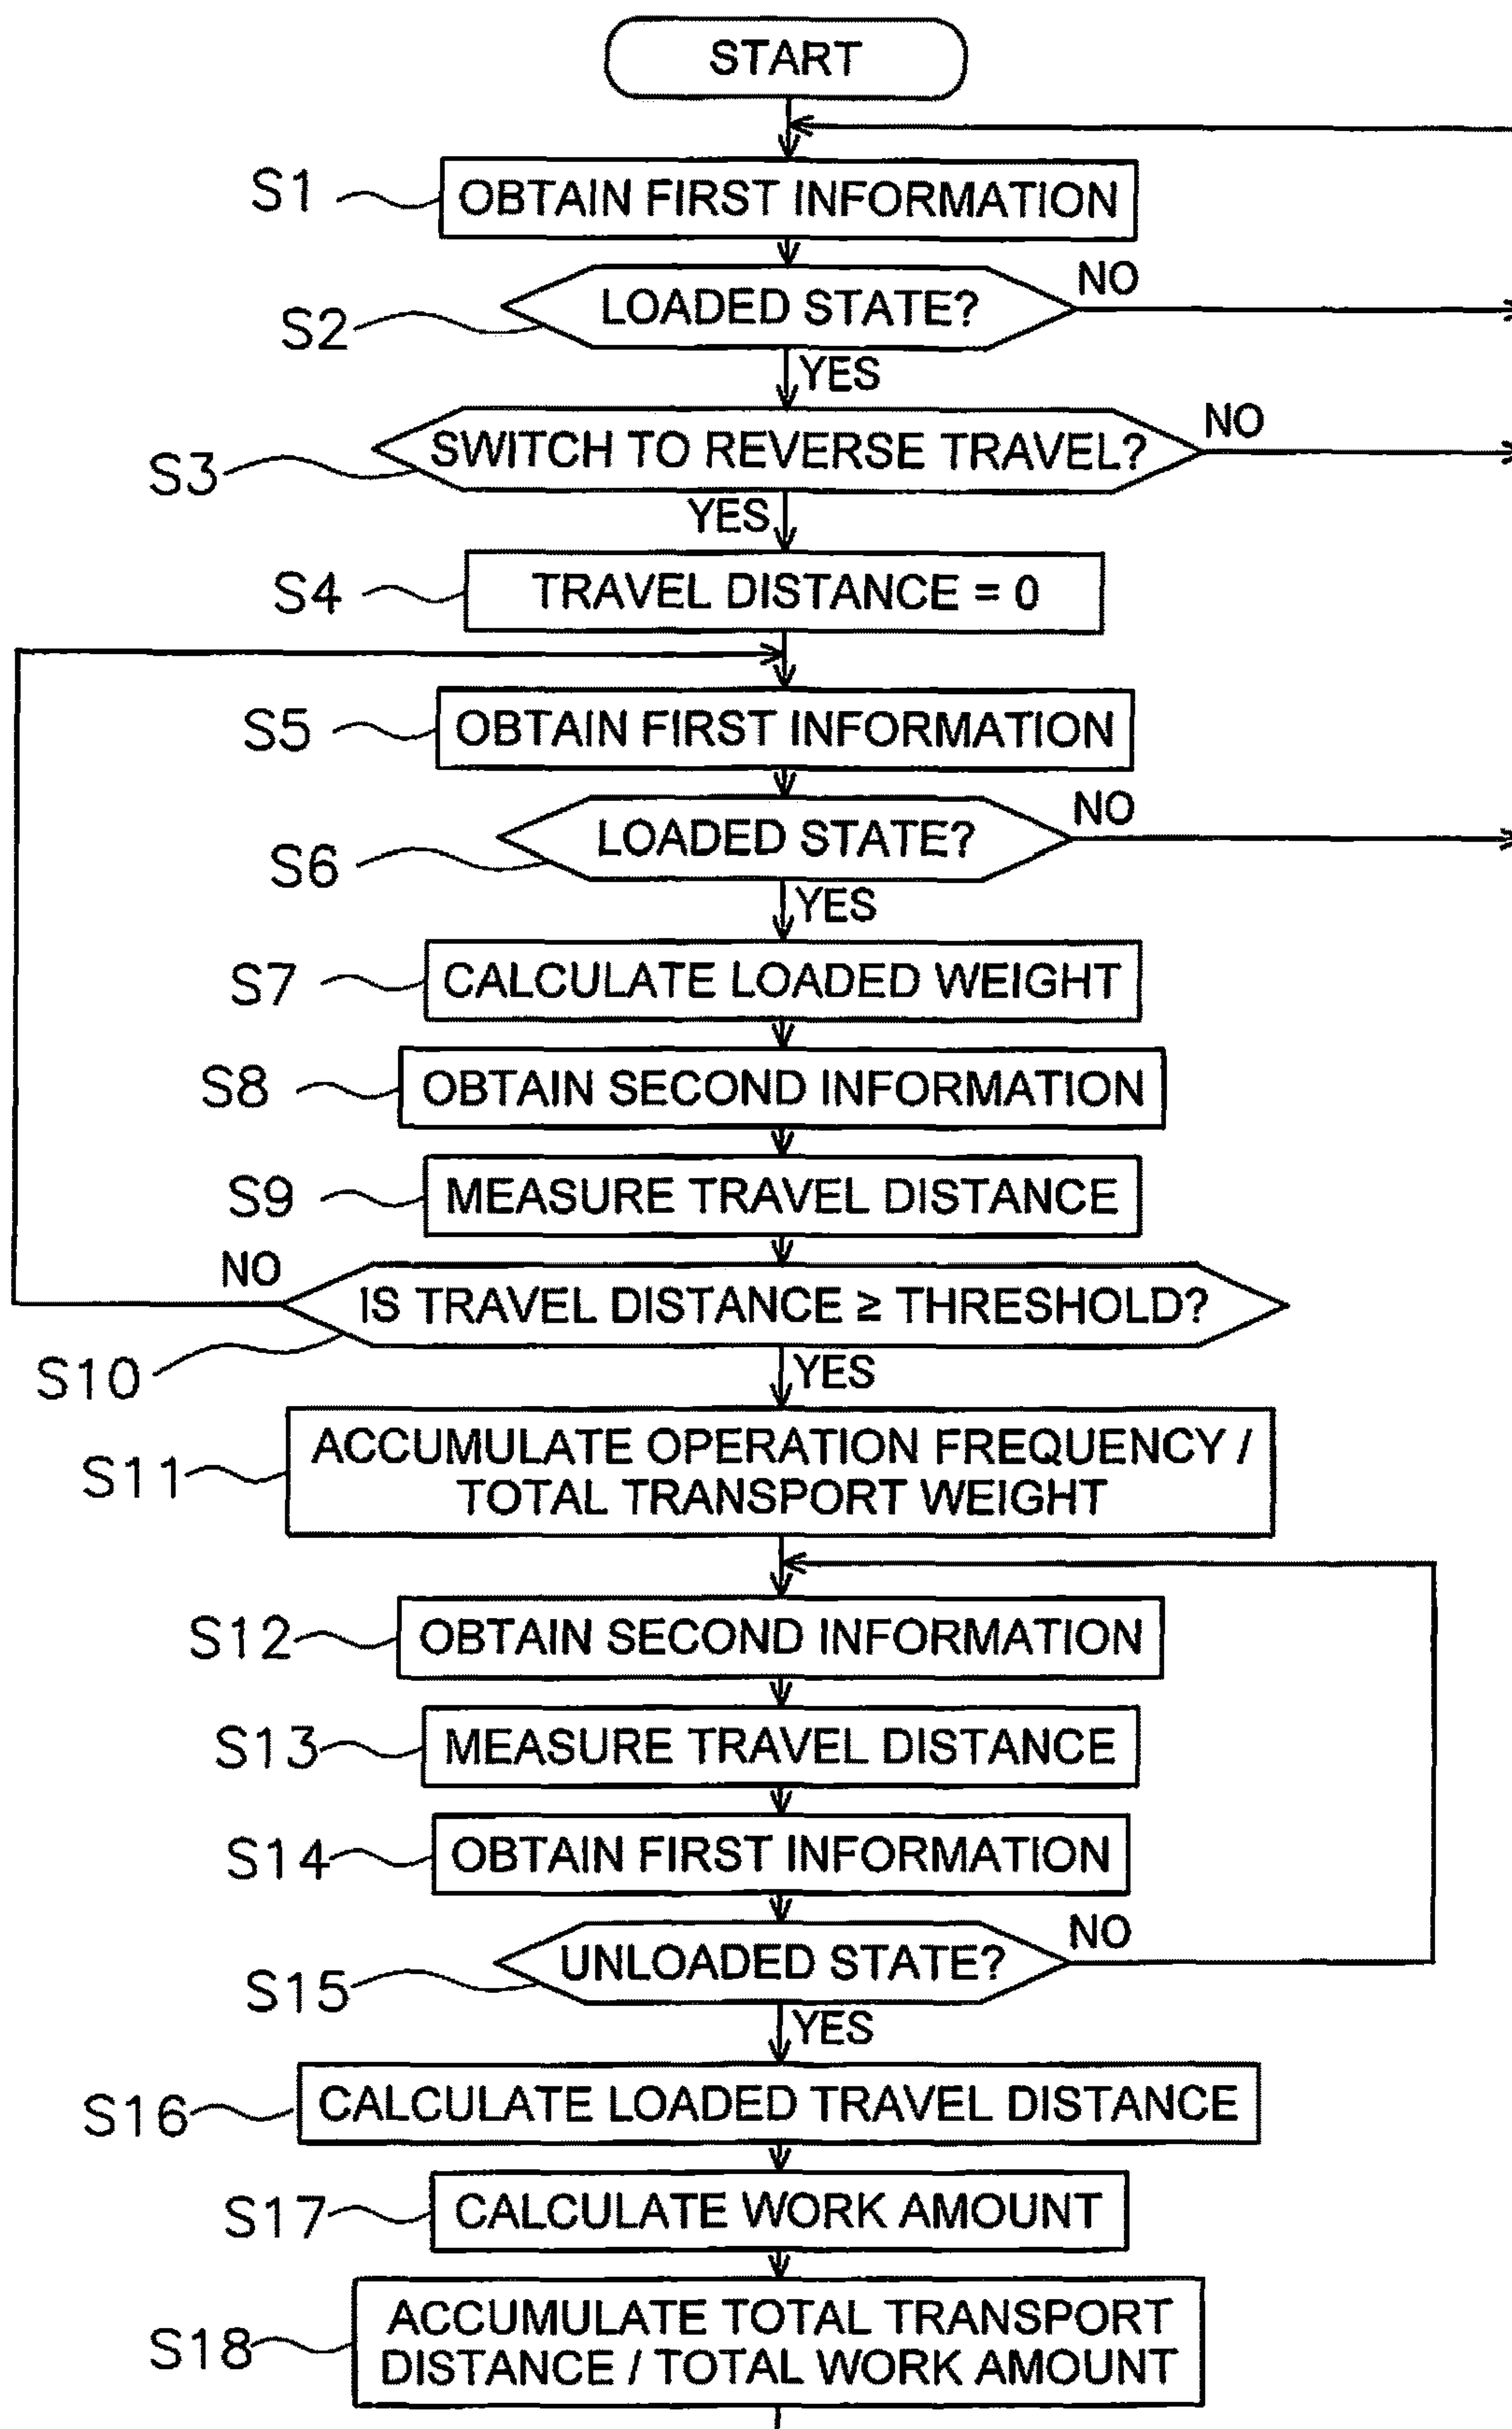 START
S1
OBTAIN FIRST INFORMATION
S2
LOADED STATE?
NO
YES
S3
SWITCH TO REVERSE TRAVEL?
NO
YES
S4
TRAVEL DISTANCE = 0
S5
OBTAIN FIRST INFORMATION
S6
LOADED STATE?
NO
YES
S7
CALCULATE LOADED WEIGHT
S8
OBTAIN SECOND INFORMATION
S9
MEASURE TRAVEL DISTANCE
NO
S10
IS TRAVEL DISTANCE ≥ THRESHOLD?
YES
S11
ACCUMULATE OPERATION FREQUENCY /
TOTAL TRANSPORT WEIGHT
S12
OBTAIN SECOND INFORMATION
S13
MEASURE TRAVEL DISTANCE
S14
OBTAIN FIRST INFORMATION
S15
UNLOADED STATE?
NO
YES
S16
CALCULATE LOADED TRAVEL DISTANCE
S17
CALCULATE WORK AMOUNT
S18
ACCUMULATE TOTAL TRANSPORT
DISTANCE / TOTAL WORK AMOUNT